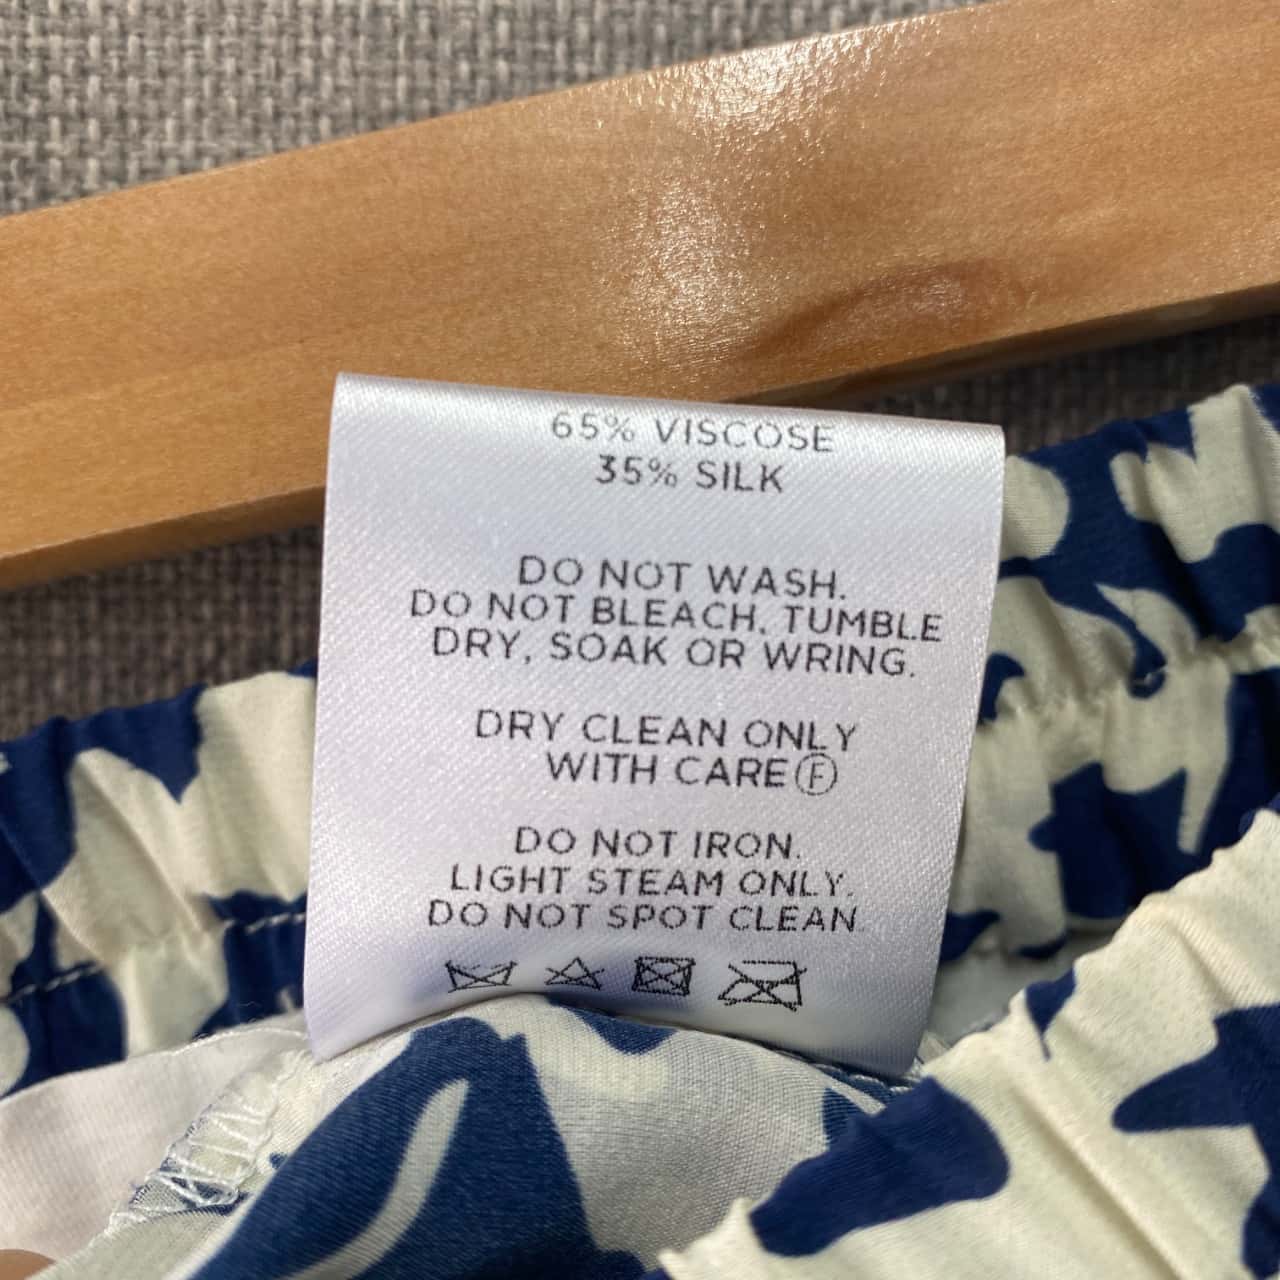 65% VISCOSE
35% SILK
DO NOT WASH.
DO NOT BLEACH, TUMBLE
DRY, SOAK OR WRING.
DRY CLEAN ONLY
WITH CARE Ⓕ
DO NOT IRON.
LIGHT STEAM ONLY.
DO NOT SPOT CLEAN